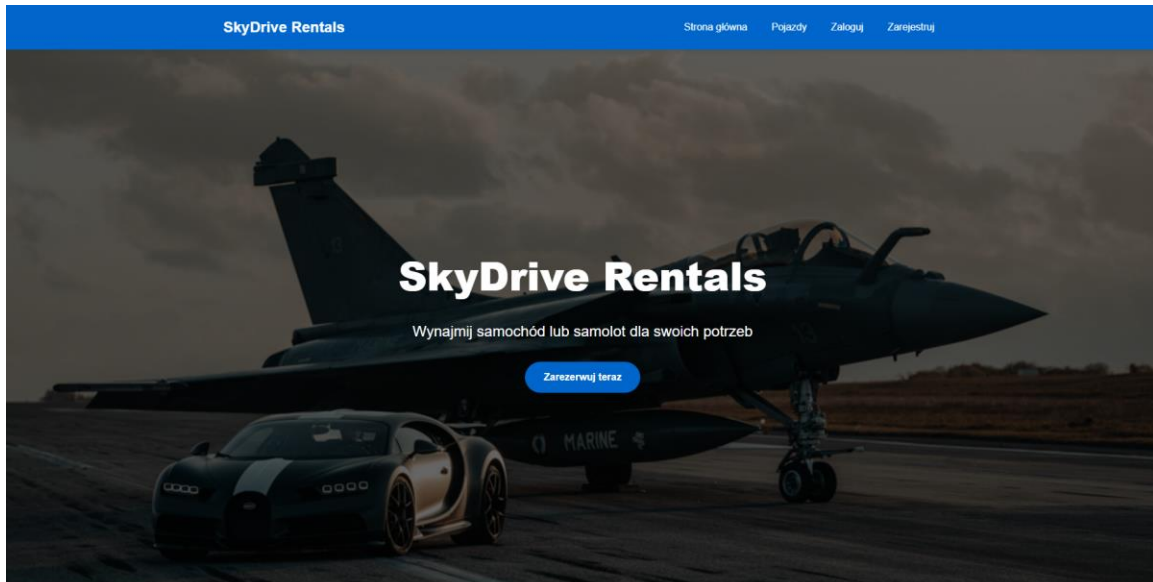 SkyDrive Rentals
Strona główna Pojazdy Zaloguj Zarejestruj
SkyDrive Rentals
Wynajmij samochód lub samolot dla swoich potrzeb
Zarezerwuj teraz
MARINE
13